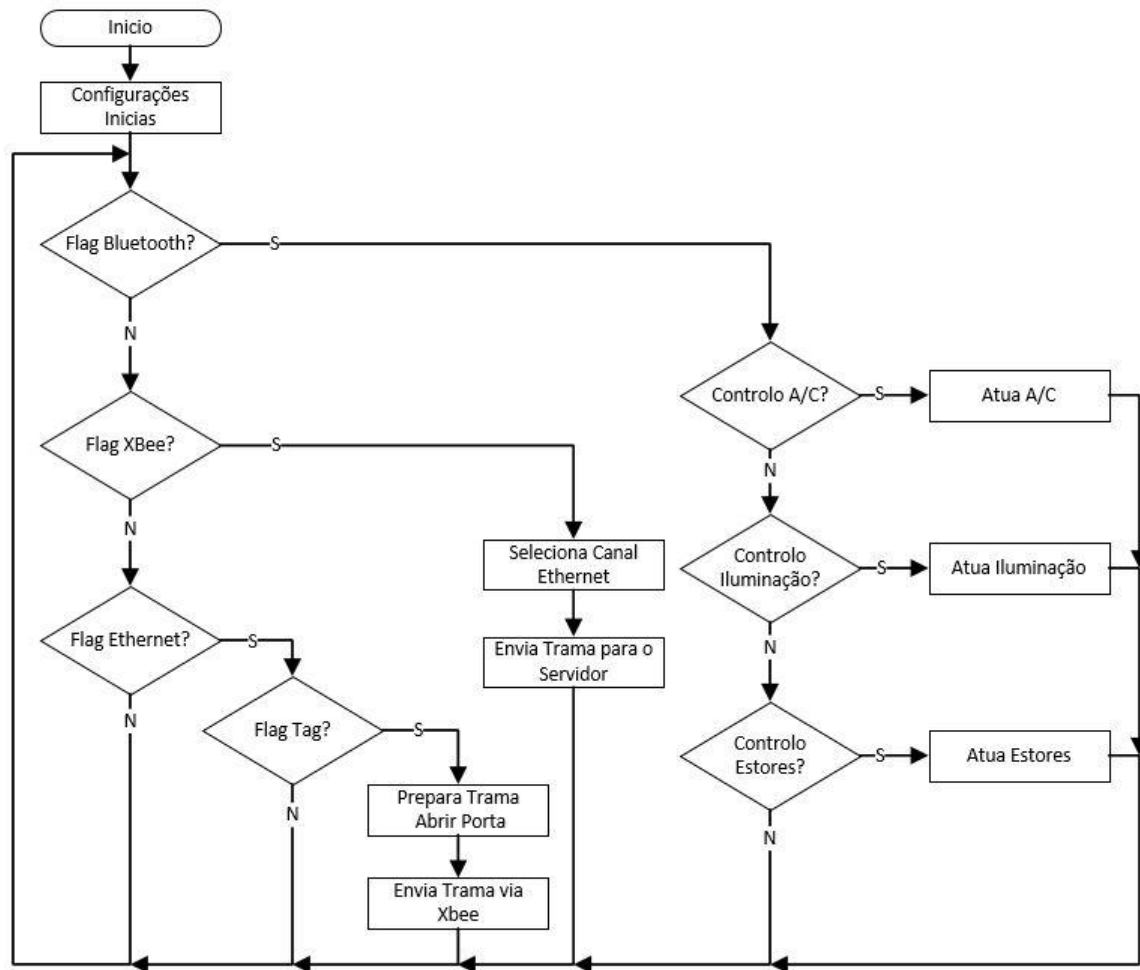 Inicio
Configurações
Inicias
Flag Bluetooth?
S
N
Controlo A/C?
S
Atua A/C
N
Flag XBee?
S
N
Seleciona Canal
Ethernet
Controlo
Iluminação?
S
Atua Iluminação
N
Flag Ethernet?
S
N
Envia Trama para o
Servidor
Flag Tag?
S
N
Controlo
Estores?
S
Atua Estores
N
Prepara Trama
Abrir Porta
Envia Trama via
Xbee